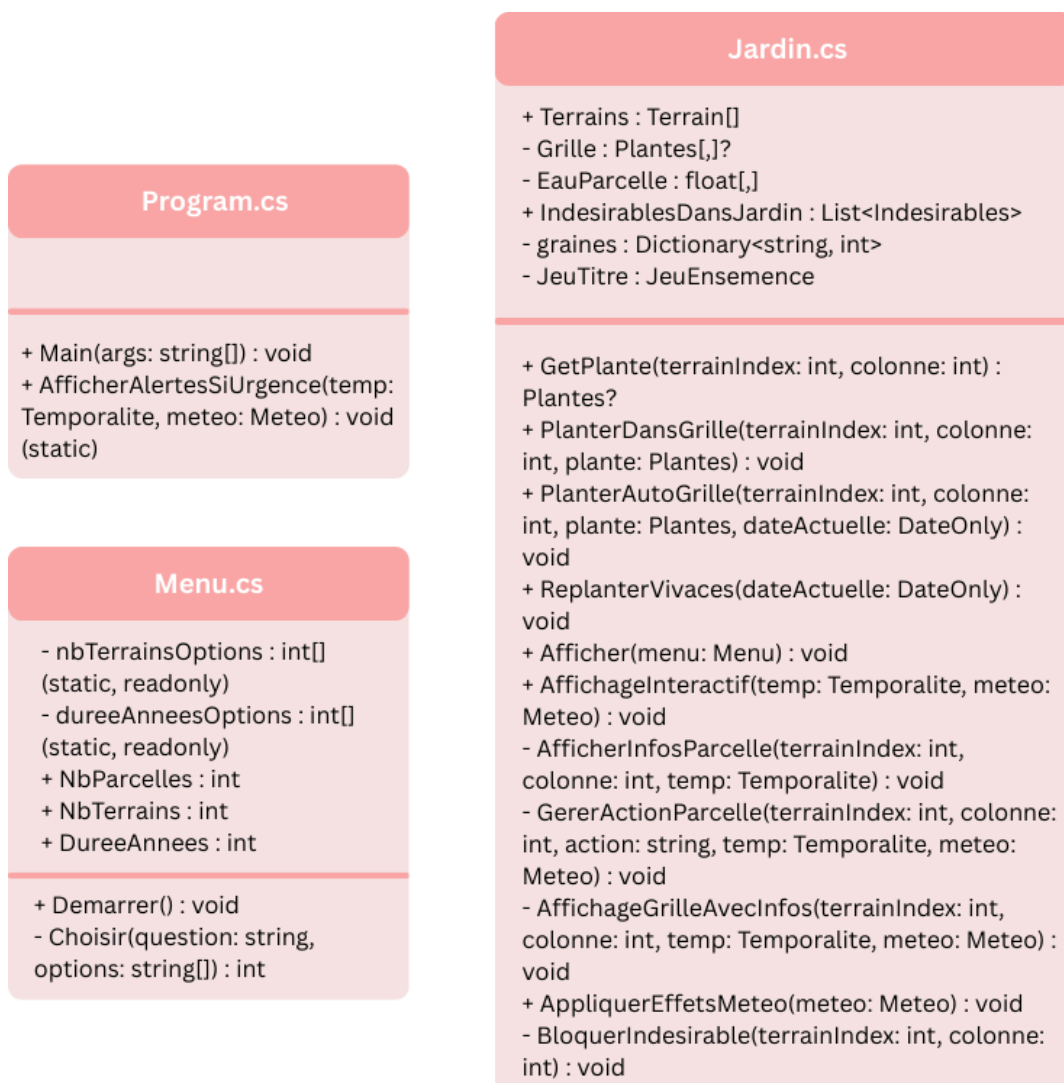 Program.cs
+ Main(args: string[]) : void
+ AfficherAlertesSiUrgence(temp:
Temporalite, meteo: Meteo) : void
(static)
Menu.cs
- nbTerrainsOptions : int[]
(static, readonly)
- dureeAnneesOptions : int[]
(static, readonly)
+ NbParcelles : int
+ NbTerrains : int
+ DureeAnnees : int
+ Demarrer() : void
- Choisir(question: string,
options: string[]) : int
Jardin.cs
+ Terrains : Terrain[]
- Grille : Plantes[,]?
- EauParcelle : float[,]
+ IndesirablesDansJardin : List<Indesirables>
- graines : Dictionary<string, int>
- JeuTitre : JeuEnsemence
+ GetPlante(terrainIndex: int, colonne: int) :
Plantes?
+ PlanterDansGrille(terrainIndex: int, colonne:
int, plante: Plantes) : void
+ PlanterAutoGrille(terrainIndex: int, colonne:
int, plante: Plantes, dateActuelle: DateOnly) :
void
+ ReplanterVivaces(dateActuelle: DateOnly) :
void
+ Afficher(menu: Menu) : void
+ AffichageInteractif(temp: Temporalite, meteo:
Meteo) : void
- AfficherInfosParcelle(terrainIndex: int,
colonne: int, temp: Temporalite) : void
- GererActionParcelle(terrainIndex: int, colonne:
int, action: string, temp: Temporalite, meteo:
Meteo) : void
- AffichageGrilleAvecInfos(terrainIndex: int,
colonne: int, temp: Temporalite, meteo: Meteo) :
void
+ AppliquerEffetsMeteo(meteo: Meteo) : void
- BloquerIndesirable(terrainIndex: int, colonne:
int) : void